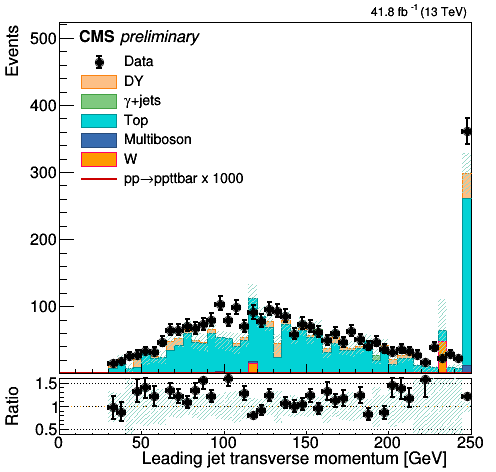 41.8 fb⁻¹ (13 TeV)
Events
500
400
300
200
100
CMS preliminary
Data
DY
γ+jets
Top
Multiboson
W
pp→ppttbar x 1000
Ratio
1.5
1
0.5
0 50 100 150 200 250
Leading jet transverse momentum [GeV]